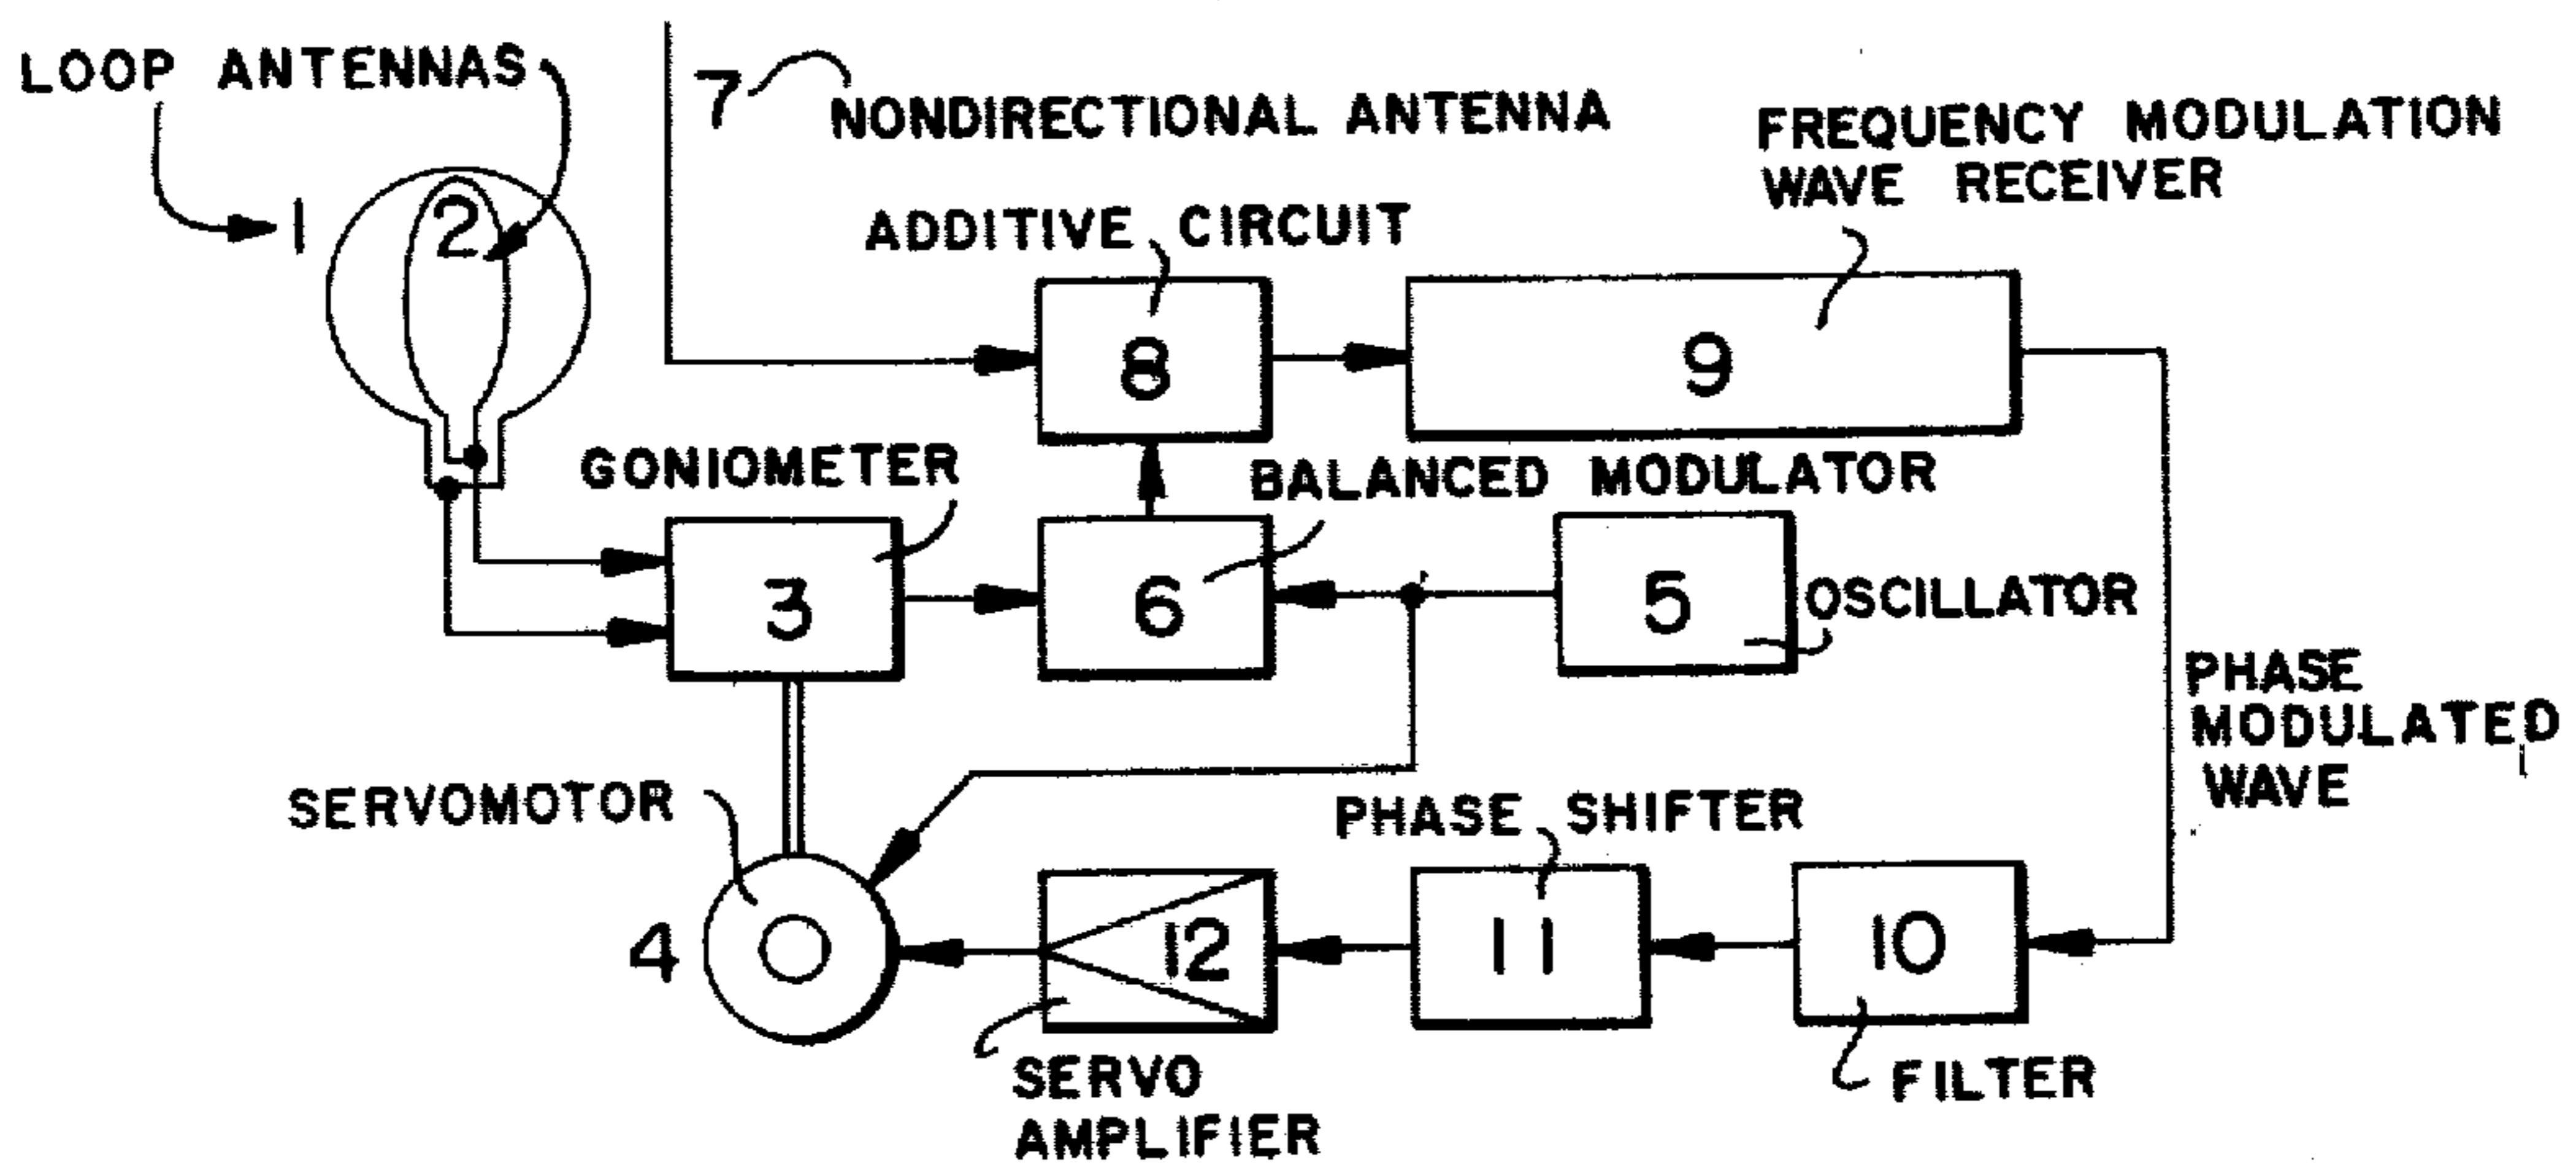 LOOP ANTENNAS
7
NONDIRECTIONAL ANTENNA
FREQUENCY MODULATION
WAVE RECEIVER
1
2
ADDITIVE CIRCUIT
8
9
GONIOMETER
BALANCED MODULATOR
3
6
5
OSCILLATOR
PHASE
MODULATED
WAVE
SERVOMOTOR
PHASE SHIFTER
4
12
11
10
SERVO
AMPLIFIER
FILTER